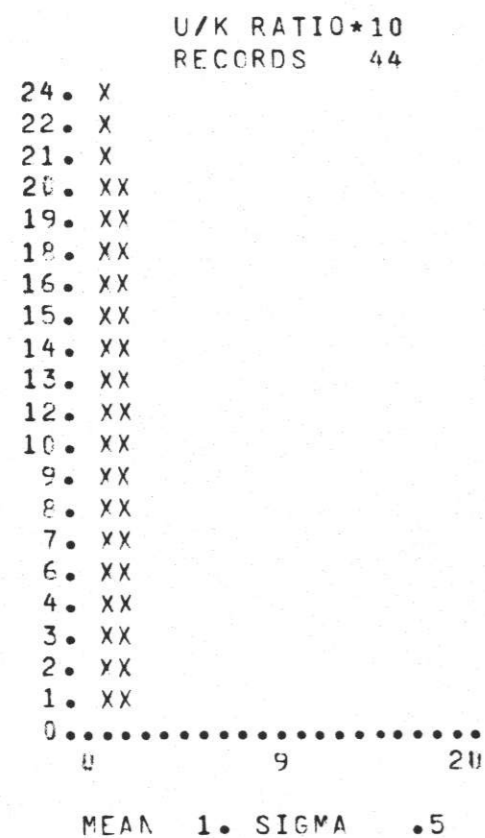 U/K RATIO*10
RECORDS 44
24. X
22. X
21. X
20. XX
19. XX
18. XX
16. XX
15. XX
14. XX
13. XX
12. XX
10. XX
9. XX
8. XX
7. XX
6. XX
4. XX
3. XX
2. XX
1. XX
0......................
0 9 20
MEAN 1. SIGMA .5